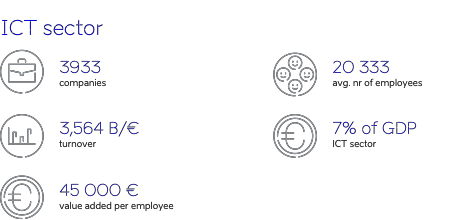 ICT sector
3933
companies
20 333
avg. nr of employees
3,564 B/€
turnover
7% of GDP
ICT sector
45 000 €
value added per employee